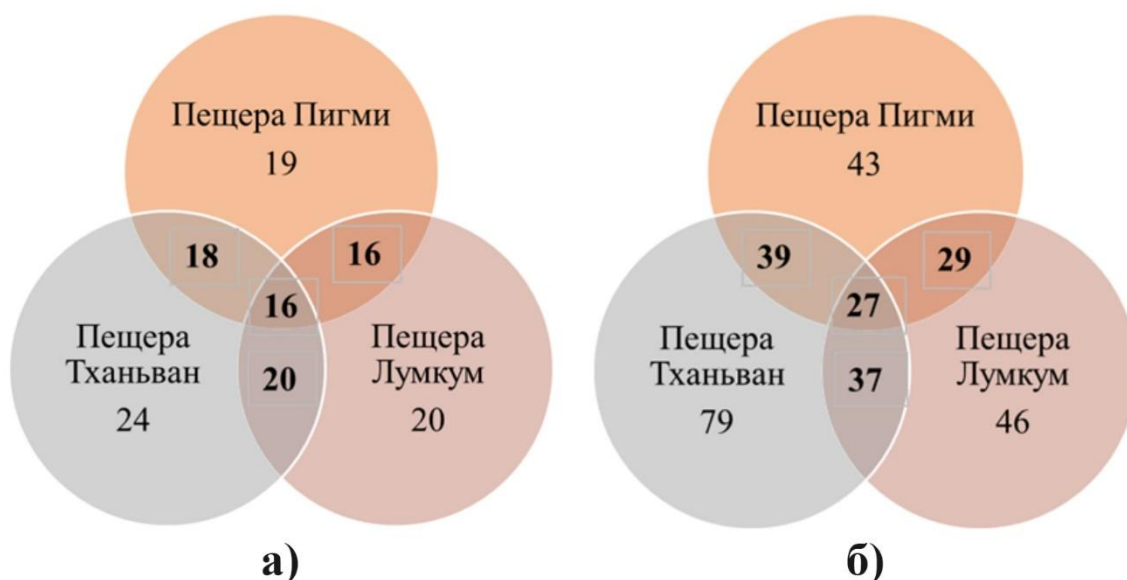 Пещера Пигми
19
18
16
16
Пещера
Тханьван
24
20
Пещера
Лумкум
20
а)
Пещера Пигми
43
39
29
27
Пещера
Тханьван
79
37
Пещера
Лумкум
46
б)